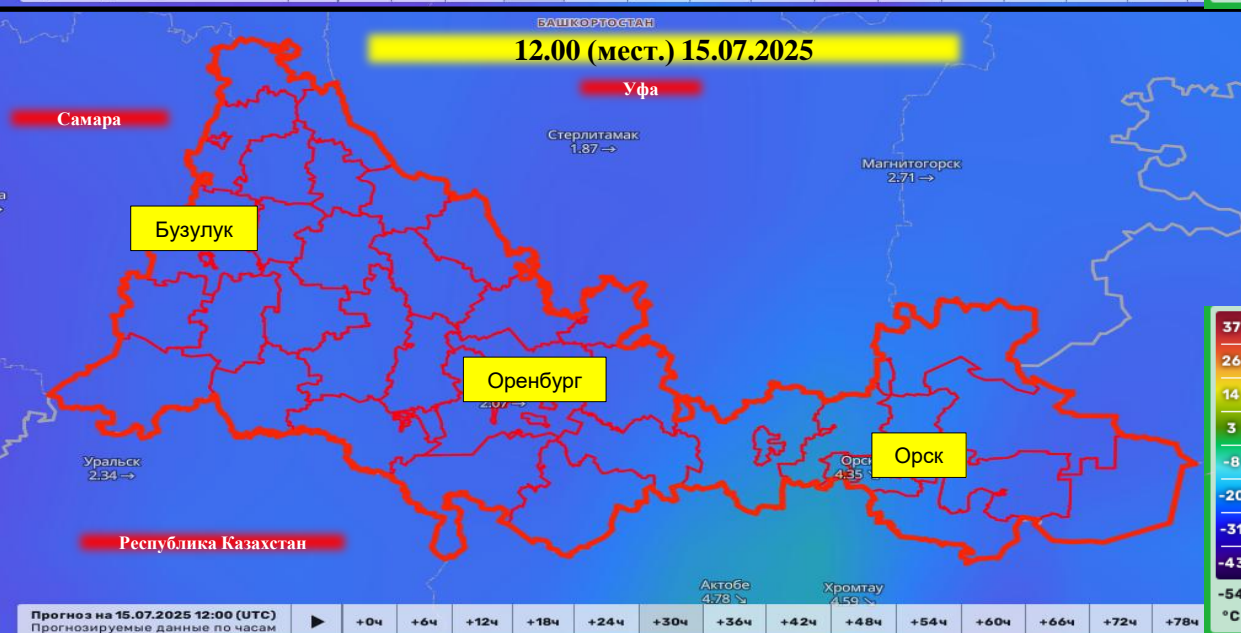 БАШКОРТОСТАН
12.00 (мест.) 15.07.2025
Уфа
Самара
Стерлитамак
1.87 →
Магнитогорск
2.71 →
Бузулук
Оренбург
2.07 →
Орск
Орск
4.35 ↘
Уральск
2.34 →
Республика Казахстан
Актобе
4.78 ↘
Хромтау
4.59 ↘
37
26
14
3
-8
-20
-31
-43
-54
°C
Прогноз на 15.07.2025 12:00 (UTC)
Прогнозируемые данные по часам
▶ +0ч +6ч +12ч +18ч +24ч +30ч +36ч +42ч +48ч +54ч +60ч +66ч +72ч +78ч